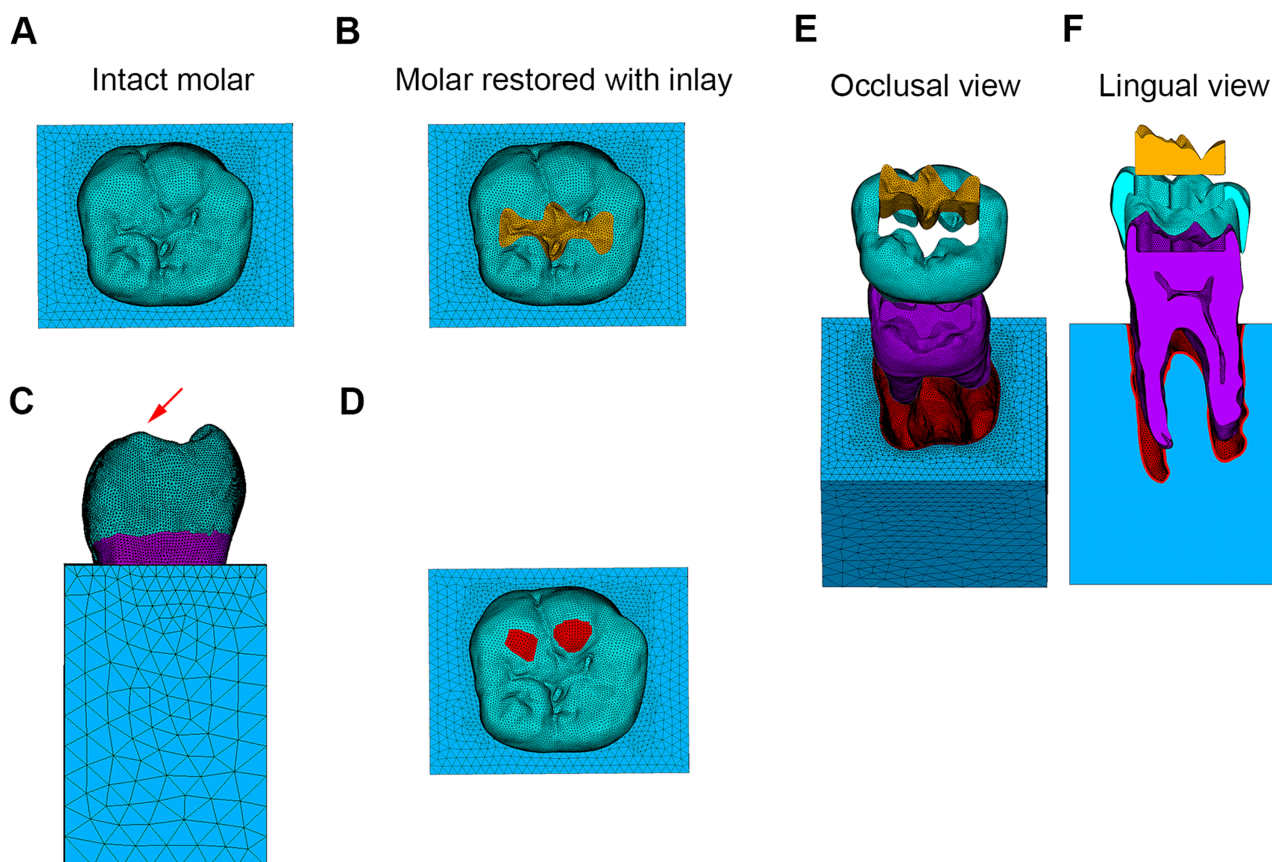 A
Intact molar
B
Molar restored with inlay
C
D
E
Occlusal view
F
Lingual view